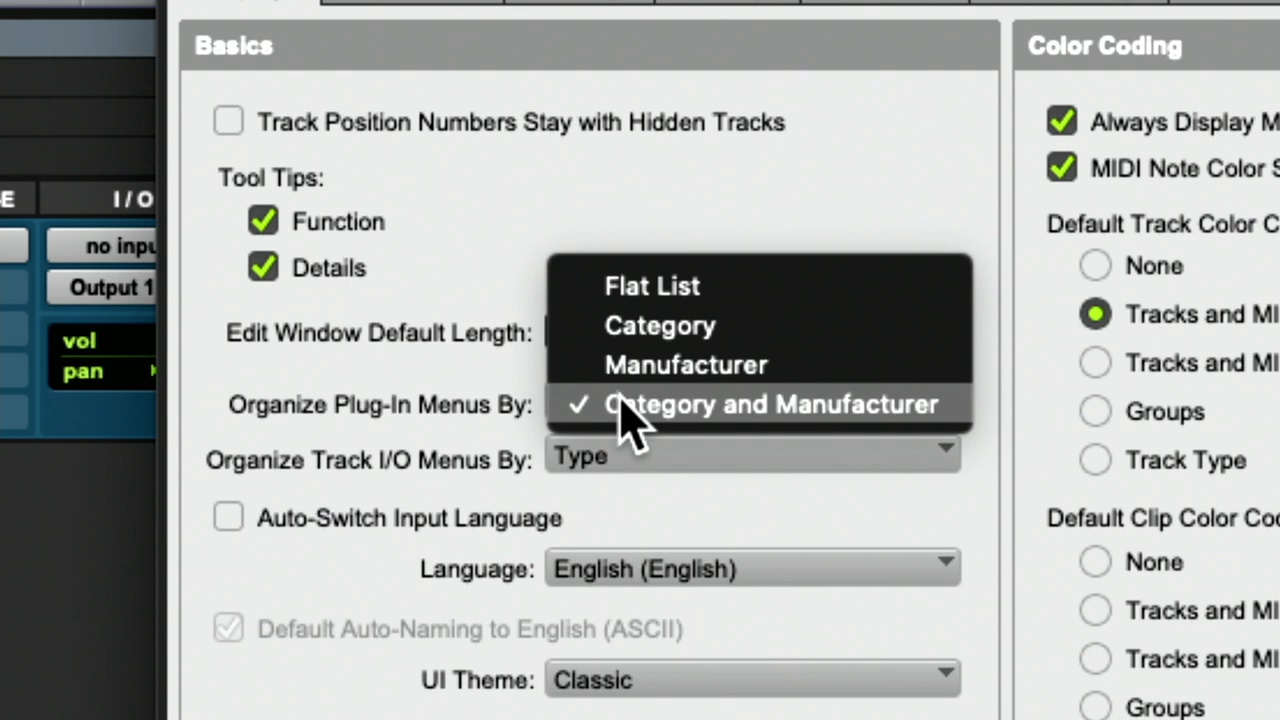 Basics
Track Position Numbers Stay with Hidden Tracks
Tool Tips:
Function
Details
Edit Window Default Length:
Flat List
Category
Manufacturer
Category and Manufacturer
Organize Plug-In Menus By:
Organize Track I/O Menus By:
Type
Auto-Switch Input Language
Language:
English (English)
Default Auto-Naming to English (ASCII)
UI Theme:
Classic
Color Coding
Always Display M
MIDI Note Color S
Default Track Color C
None
Tracks and MI
Tracks and MI
Groups
Track Type
Default Clip Color Co
None
Tracks and MI
Tracks and MI
Groups
E
I / O
no inpu
Output 1
vol
pan